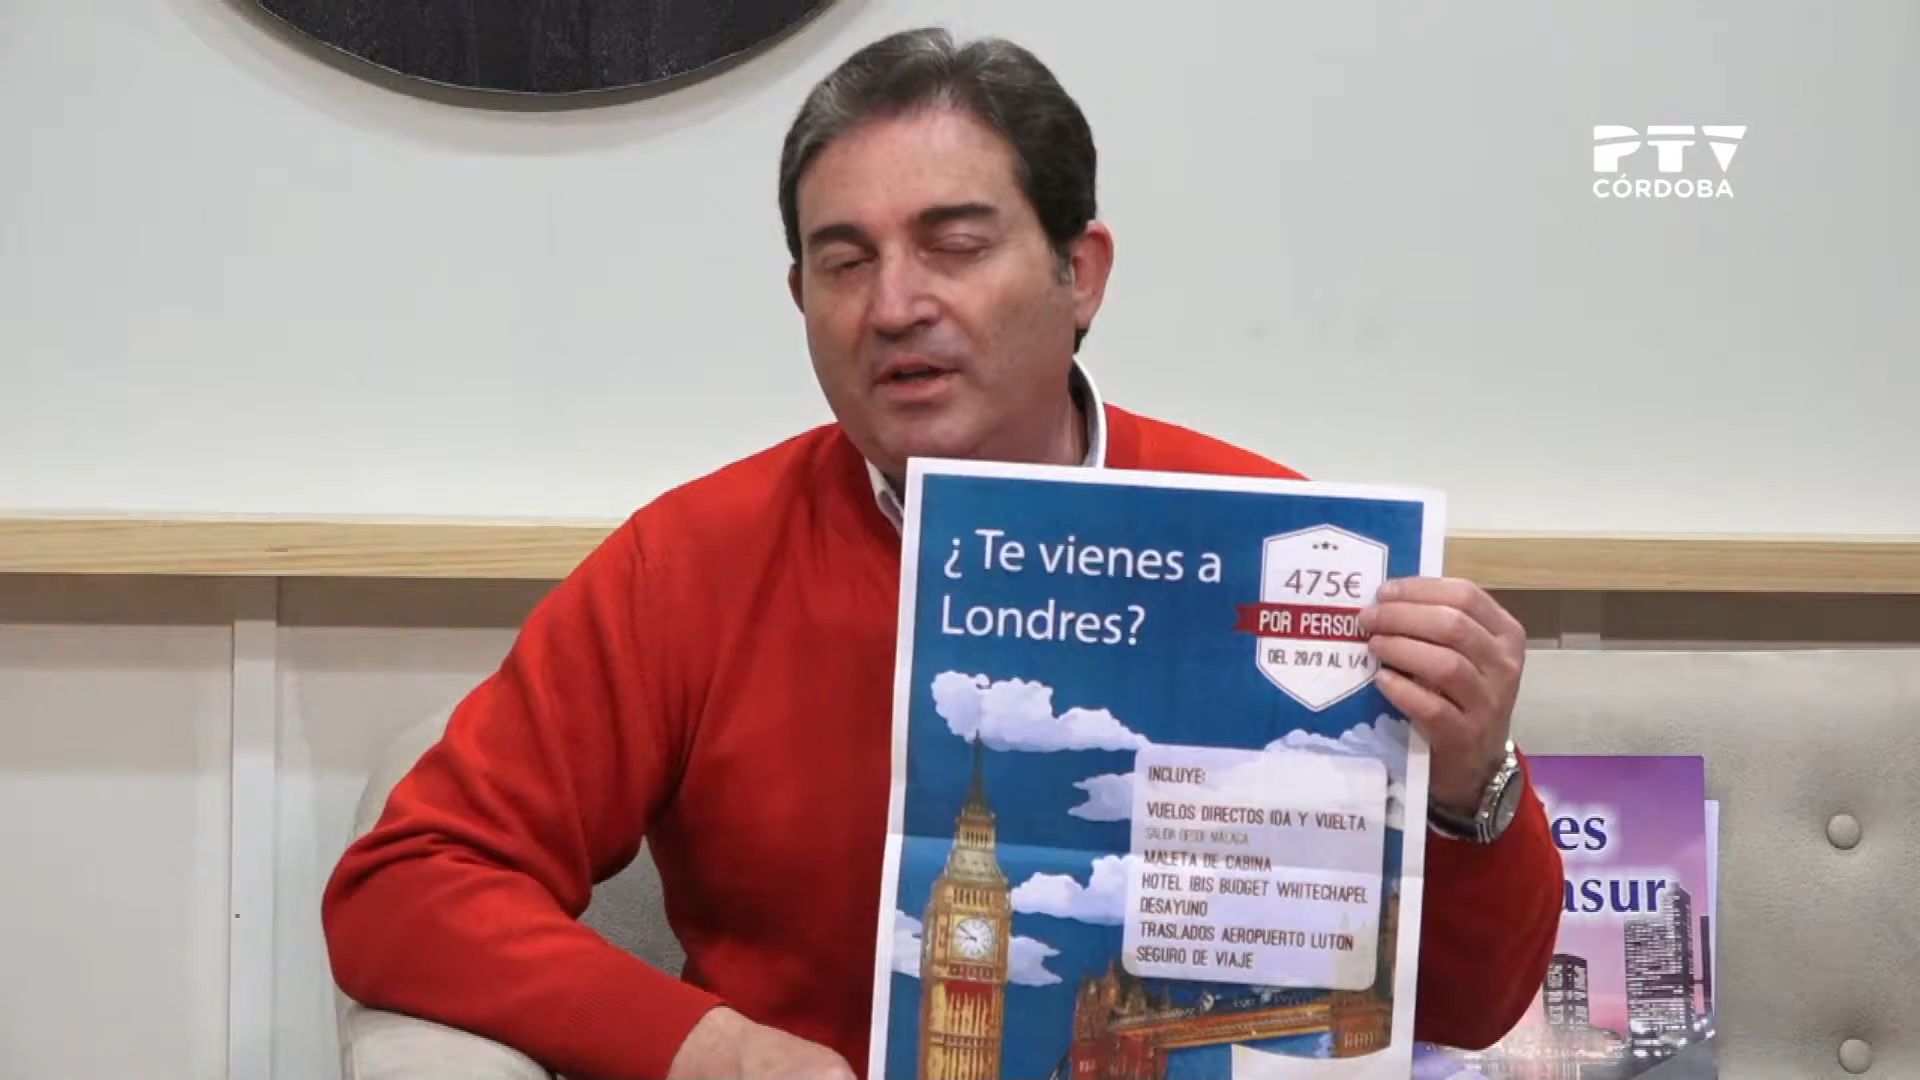 PTV
CÓRDOBA
¿ Te vienes a
Londres?
475€
POR PERSON
DEL 29/3 AL 1/4
INCLUYE:
VUELOS DIRECTOS IDA Y VUELTA
SALIDA DESDE MÁLAGA
MALETA DE CABINA
HOTEL IBIS BUDGET WHITECHAPEL
DESAYUNO
TRASLADOS AEROPUERTO LUTON
SEGURO DE VIAJE
es
asur